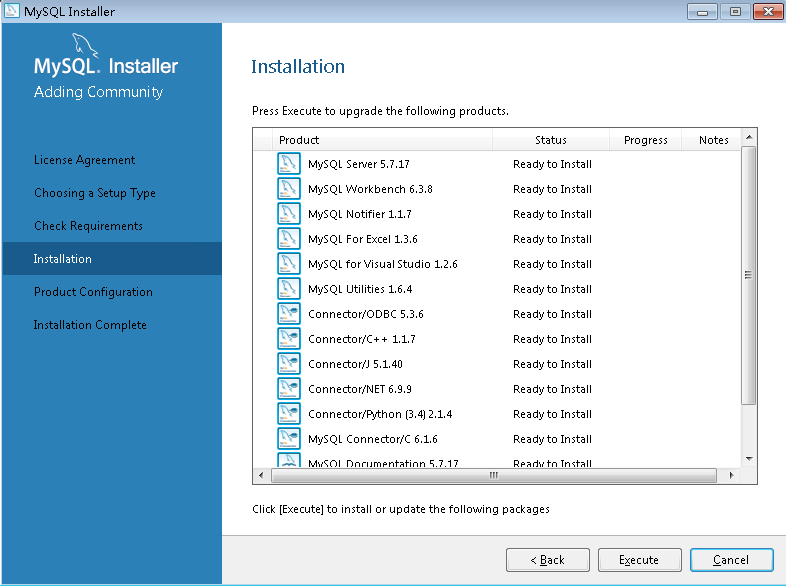 MySQL Installer
MySQL. Installer
Adding Community
License Agreement
Choosing a Setup Type
Check Requirements
Installation
Product Configuration
Installation Complete
Installation
Press Execute to upgrade the following products.
Product Status Progress Notes
MySQL Server 5.7.17 Ready to Install
MySQL Workbench 6.3.8 Ready to Install
MySQL Notifier 1.1.7 Ready to Install
MySQL For Excel 1.3.6 Ready to Install
MySQL for Visual Studio 1.2.6 Ready to Install
MySQL Utilities 1.6.4 Ready to Install
Connector/ODBC 5.3.6 Ready to Install
Connector/C++ 1.1.7 Ready to Install
Connector/J 5.1.40 Ready to Install
Connector/NET 6.9.9 Ready to Install
Connector/Python (3.4) 2.1.4 Ready to Install
MySQL Connector/C 6.1.6 Ready to Install
MySQL Documentation 5.7.17 Ready to Install
Click [Execute] to install or update the following packages
< Back Execute Cancel